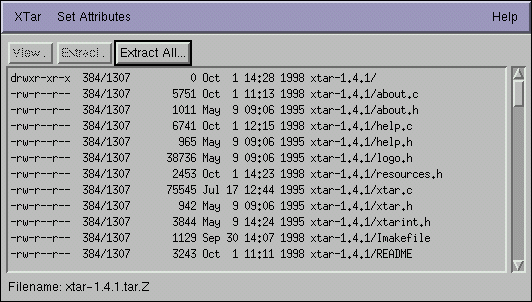 XTar Set Attributes Help
View... Extract... Extract All...
drwxr-xr-x 384/1307 0 Oct 1 14:28 1998 xtar-1.4.1/
-rw-r--r-- 384/1307 5751 Oct 1 11:13 1998 xtar-1.4.1/about.c
-rw-r--r-- 384/1307 1011 May 9 09:06 1995 xtar-1.4.1/about.h
-rw-r--r-- 384/1307 6741 Oct 1 12:15 1998 xtar-1.4.1/help.c
-rw-r--r-- 384/1307 965 May 9 09:06 1995 xtar-1.4.1/help.h
-rw-r--r-- 384/1307 38736 May 9 09:06 1995 xtar-1.4.1/logo.h
-rw-r--r-- 384/1307 2453 Oct 1 14:23 1998 xtar-1.4.1/resources.h
-rw-r--r-- 384/1307 75545 Jul 17 12:44 1995 xtar-1.4.1/xtar.c
-rw-r--r-- 384/1307 942 May 9 09:06 1995 xtar-1.4.1/xtar.h
-rw-r--r-- 384/1307 3844 May 9 14:24 1995 xtar-1.4.1/xtarint.h
-rw-r--r-- 384/1307 1129 Sep 30 14:07 1998 xtar-1.4.1/Imakefile
-rw-r--r-- 384/1307 3243 Oct 1 11:11 1998 xtar-1.4.1/README
Filename: xtar-1.4.1.tar.Z